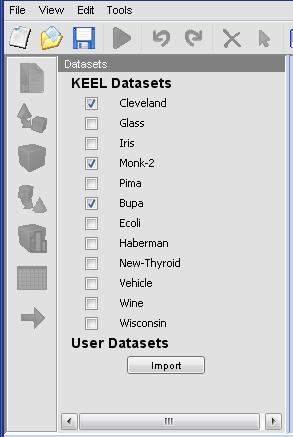 File View Edit Tools
Datasets
KEEL Datasets
Cleveland
Glass
Iris
Monk-2
Pima
Bupa
Ecoli
Haberman
New-Thyroid
Vehicle
Wine
Wisconsin
User Datasets
Import